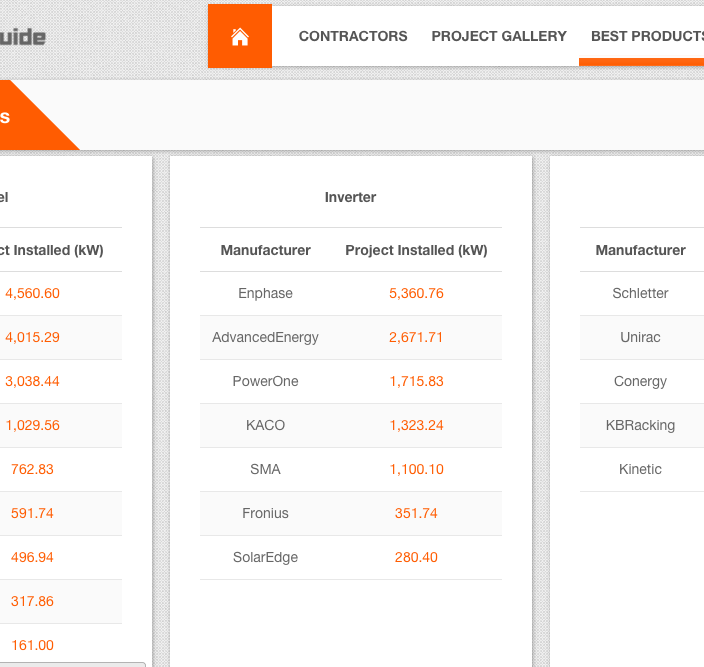 uide
CONTRACTORS PROJECT GALLERY BEST PRODUCTS
s
el
ct Installed (kW)
4,560.60
4,015.29
3,038.44
1,029.56
762.83
591.74
496.94
317.86
161.00
Inverter
Manufacturer Project Installed (kW)
Enphase 5,360.76
AdvancedEnergy 2,671.71
PowerOne 1,715.83
KACO 1,323.24
SMA 1,100.10
Fronius 351.74
SolarEdge 280.40
Manufacturer
Schletter
Unirac
Conergy
KBRacking
Kinetic